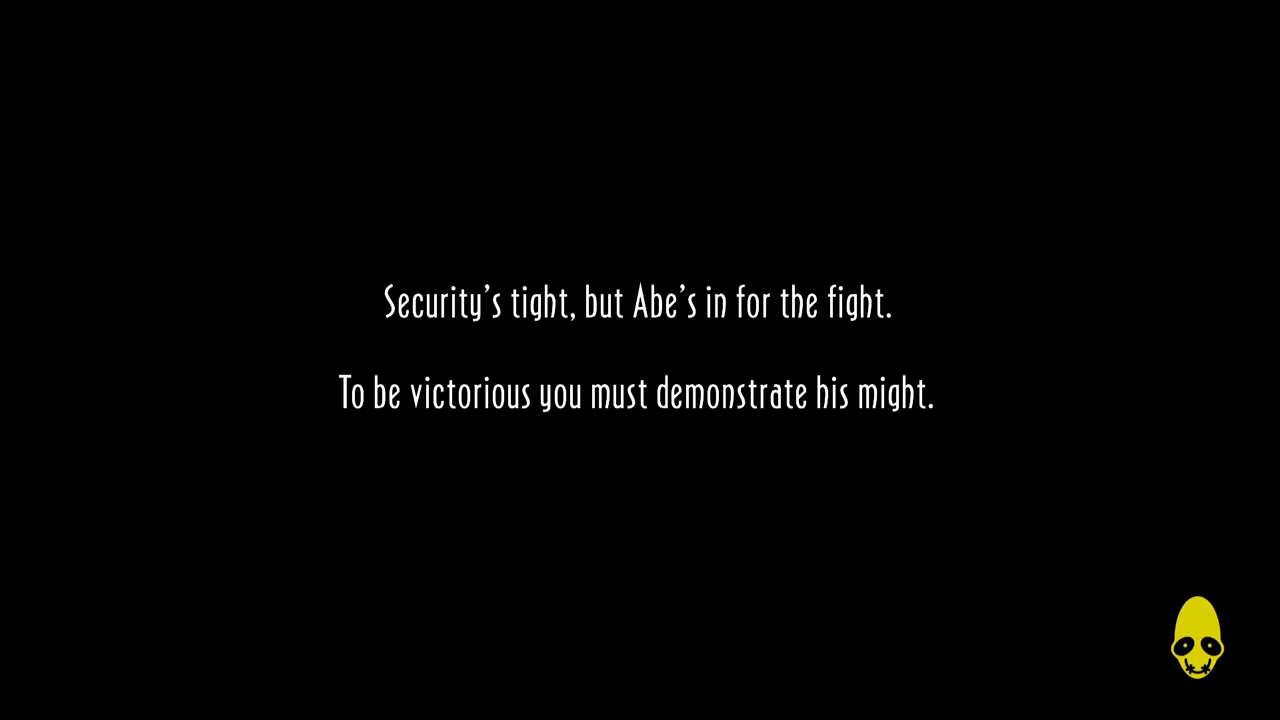 Security’s tight, but Abe’s in for the fight.
To be victorious you must demonstrate his might.